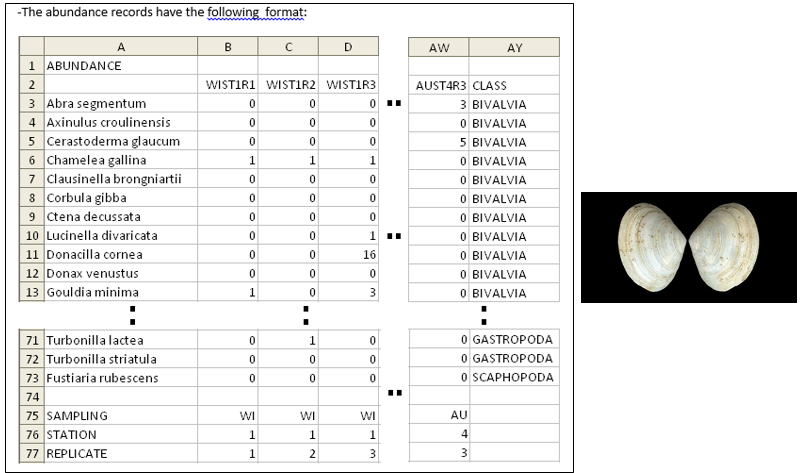 -The abundance records have the following format:
A B C D AW AY
1 ABUNDANCE
2 WIST1R1 WIST1R2 WIST1R3 AUST4R3 CLASS
3 Abra segmentum 0 0 0 3 BIVALVIA
4 Axinulus croulinensis 0 0 0 0 BIVALVIA
5 Cerastoderma glaucum 0 0 0 5 BIVALVIA
6 Chamelea gallina 1 1 1 0 BIVALVIA
7 Clausinella brongniartii 0 0 0 0 BIVALVIA
8 Corbula gibba 0 0 0 0 BIVALVIA
9 Ctena decussata 0 0 0 0 BIVALVIA
10 Lucinella divaricata 0 0 1 0 BIVALVIA
11 Donacilla cornea 0 0 16 0 BIVALVIA
12 Donax venustus 0 0 0 0 BIVALVIA
13 Gouldia minima 1 0 3 0 BIVALVIA
71 Turbonilla lactea 0 1 0 0 GASTROPODA
72 Turbonilla striatula 0 0 0 0 GASTROPODA
73 Fustiaria rubescens 0 0 0 0 SCAPHOPODA
74
75 SAMPLING WI WI WI AU
76 STATION 1 1 1 4
77 REPLICATE 1 2 3 3